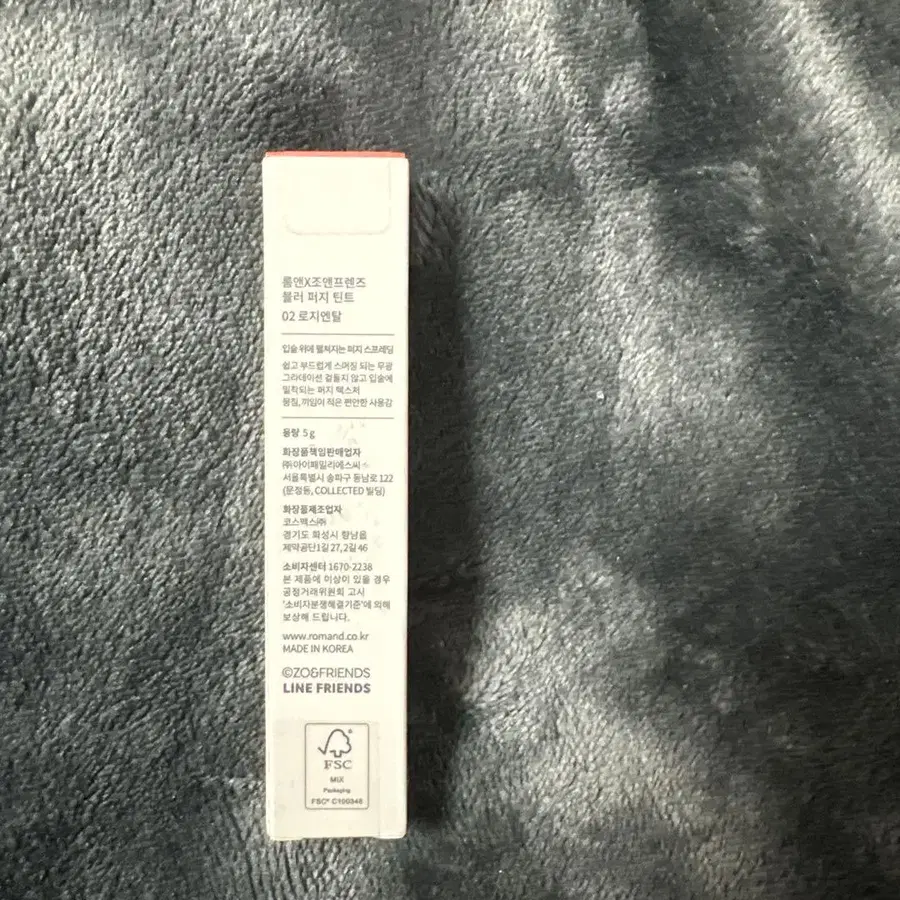 롬앤X조앤프렌즈
블러 퍼지 틴트
02 로지엔탈
입술 위에 펼쳐지는 퍼지 스프레딩
쉽고 부드럽게 스머징 되는 무광
그라데이션 겉돌지 않고 입술에
밀착되는 퍼지 텍스처
뭉침, 끼임이 적은 편안한 사용감
용량 5 g
화장품책임판매업자
㈜아이패밀리에스씨
서울특별시 송파구 동남로 122
(문정동, COLLECTED 빌딩)
화장품제조업자
코스맥스㈜
경기도 화성시 향남읍
제약공단1길 27, 2길 46
소비자센터 1670-2238
본 제품에 이상이 있을 경우
공정거래위원회 고시
'소비자분쟁해결기준'에 의해
보상해 드립니다.
www.romand.co.kr
MADE IN KOREA
©ZO&FRIENDS
LINE FRIENDS
FSC
MIX
Packaging
FSC® C100348